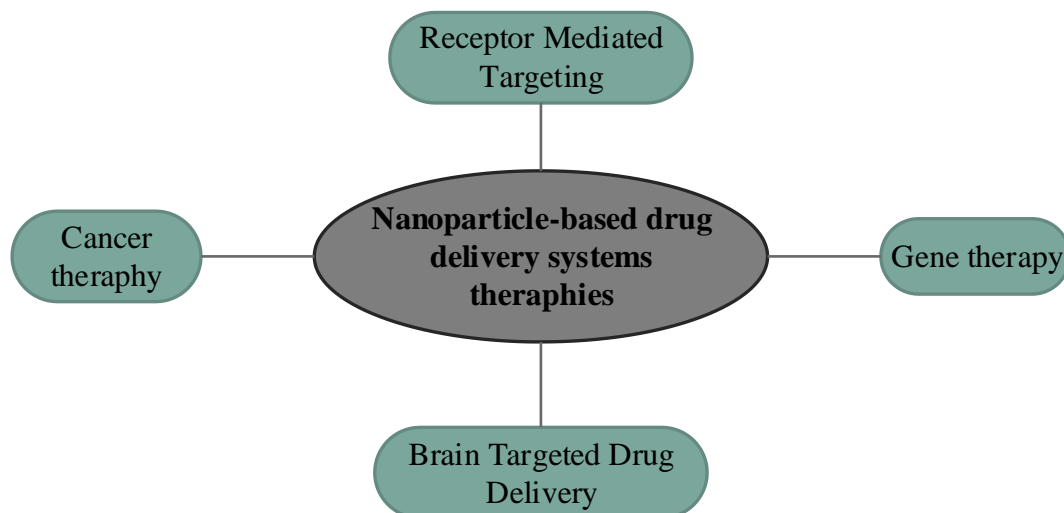 Receptor Mediated
Targeting
Cancer
theraphy
Nanoparticle-based drug
delivery systems
theraphies
Gene therapy
Brain Targeted Drug
Delivery